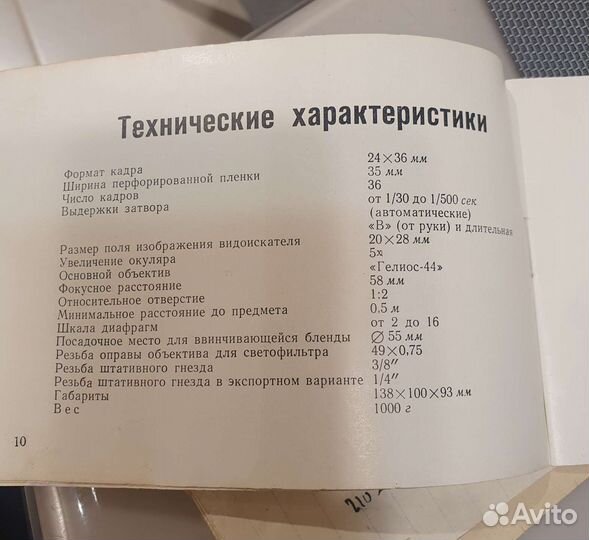 Технические характеристики
Формат кадра 24×36 мм
Ширина перфорированной пленки 35 мм
Число кадров 36
Выдержки затвора от 1/30 до 1/500 сек
(автоматические)
«В» (от руки) и длительная
Размер поля изображения видоискателя 20×28 мм
Увеличение окуляра 5х
Основной объектив «Гелиос-44»
Фокусное расстояние 58 мм
Относительное отверстие 1:2
Минимальное расстояние до предмета 0,5 м
Шкала диафрагм от 2 до 16
Посадочное место для ввинчивающейся бленды ∅ 55 мм
Резьба оправы объектива для светофильтра 49×0,75
Резьба штативного гнезда 3/8″
Резьба штативного гнезда в экспортном варианте 1/4″
Габариты 138×100×93 мм
Вес 1000 г
10
210
Avito